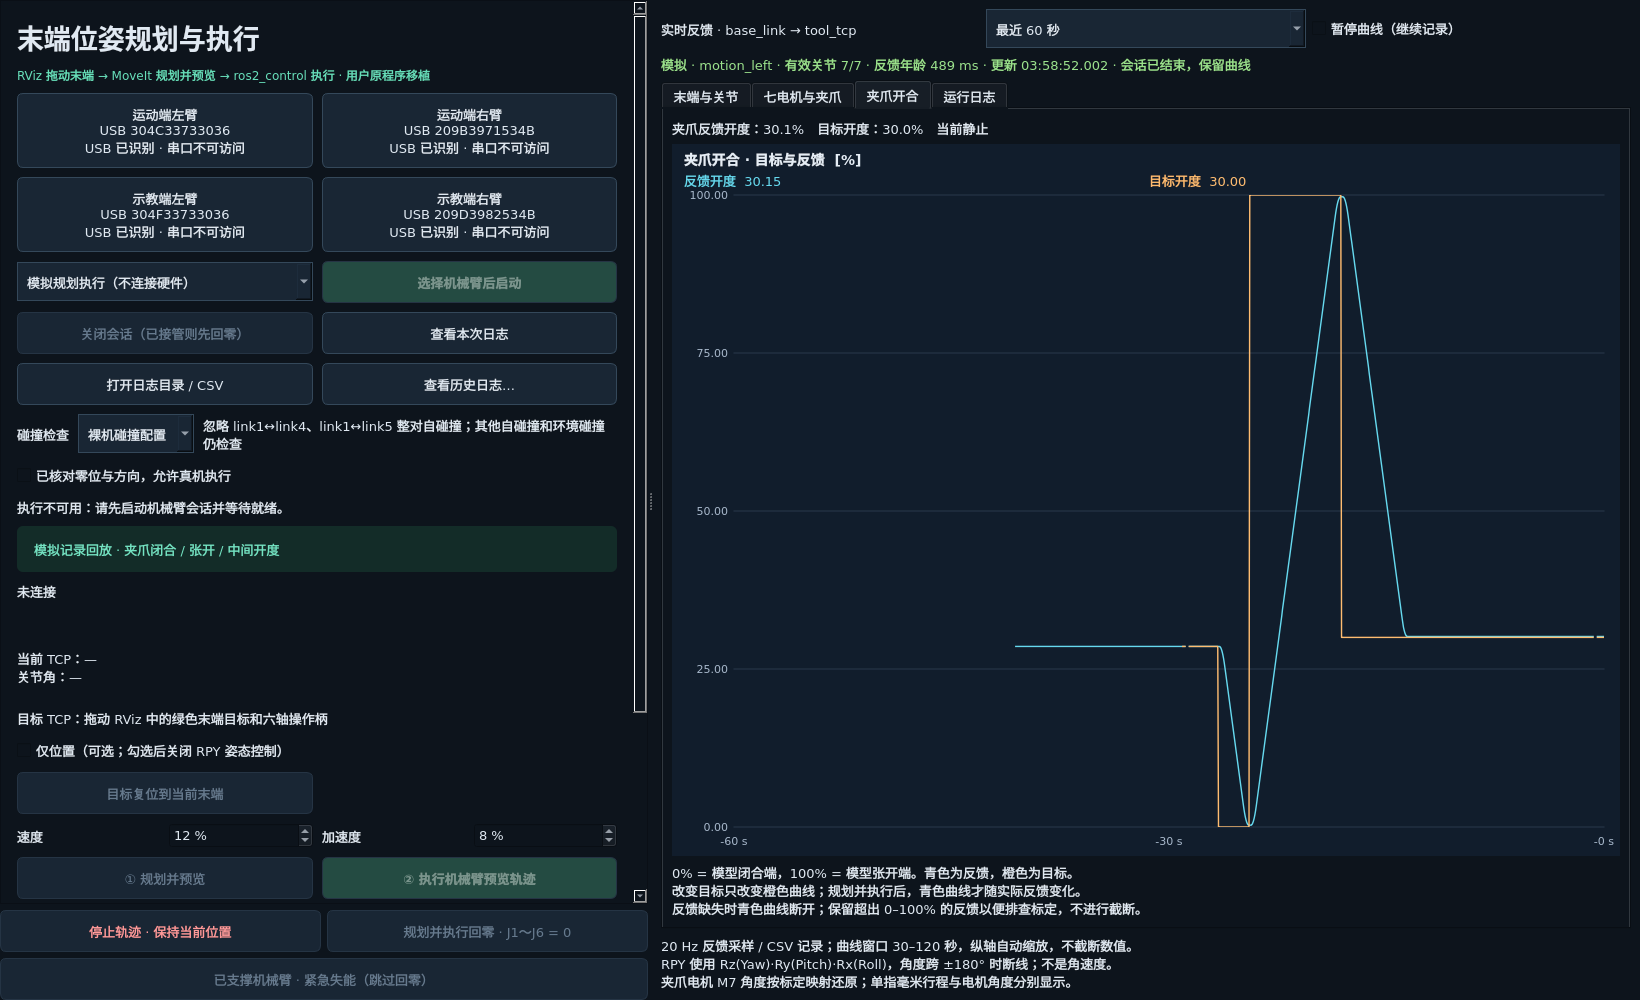 末端位姿规划与执行
RViz 拖动末端 → MoveIt 规划并预览 → ros2_control 执行 · 用户原程序移植
运动端左臂
USB 304C33733036
USB 已识别 · 串口不可访问
运动端右臂
USB 209B3971534B
USB 已识别 · 串口不可访问
示教端左臂
USB 304F33733036
USB 已识别 · 串口不可访问
示教端右臂
USB 209D3982534B
USB 已识别 · 串口不可访问
模拟规划执行（不连接硬件）
选择机械臂后启动
关闭会话（已接管则先回零）
查看本次日志
打开日志目录 / CSV
查看历史日志…
碰撞检查
裸机碰撞配置
忽略 link1↔link4、link1↔link5 整对自碰撞；其他自碰撞和环境碰撞
仍检查
已核对零位与方向，允许真机执行
执行不可用：请先启动机械臂会话并等待就绪。
模拟记录回放 · 夹爪闭合 / 张开 / 中间开度
未连接
当前 TCP：—
关节角：—
目标 TCP：拖动 RViz 中的绿色末端目标和六轴操作柄
仅位置（可选；勾选后关闭 RPY 姿态控制）
目标复位到当前末端
速度
12 %
加速度
8 %
① 规划并预览
② 执行机械臂预览轨迹
停止轨迹 · 保持当前位置
规划并执行回零 · J1～J6 = 0
已支撑机械臂 · 紧急失能（跳过回零）
实时反馈 · base_link → tool_tcp
最近 60 秒
暂停曲线（继续记录）
模拟 · motion_left · 有效关节 7/7 · 反馈年龄 489 ms · 更新 03:58:52.002 · 会话已结束，保留曲线
末端与关节
七电机与夹爪
夹爪开合
运行日志
夹爪反馈开度：30.1%   目标开度：30.0%   当前静止
夹爪开合 · 目标与反馈  [%]
反馈开度  30.15
目标开度  30.00
100.00
75.00
50.00
25.00
0.00
-60 s
-30 s
-0 s
0% = 模型闭合端，100% = 模型张开端。青色为反馈，橙色为目标。
改变目标只改变橙色曲线；规划并执行后，青色曲线才随实际反馈变化。
反馈缺失时青色曲线断开；保留超出 0–100% 的反馈以便排查标定，不进行截断。
20 Hz 反馈采样 / CSV 记录；曲线窗口 30–120 秒，纵轴自动缩放，不截断数值。
RPY 使用 Rz(Yaw)·Ry(Pitch)·Rx(Roll)，角度跨 ±180° 时断线；不是角速度。
夹爪电机 M7 角度按标定映射还原；单指毫米行程与电机角度分别显示。